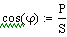 cos(φ) := P/S